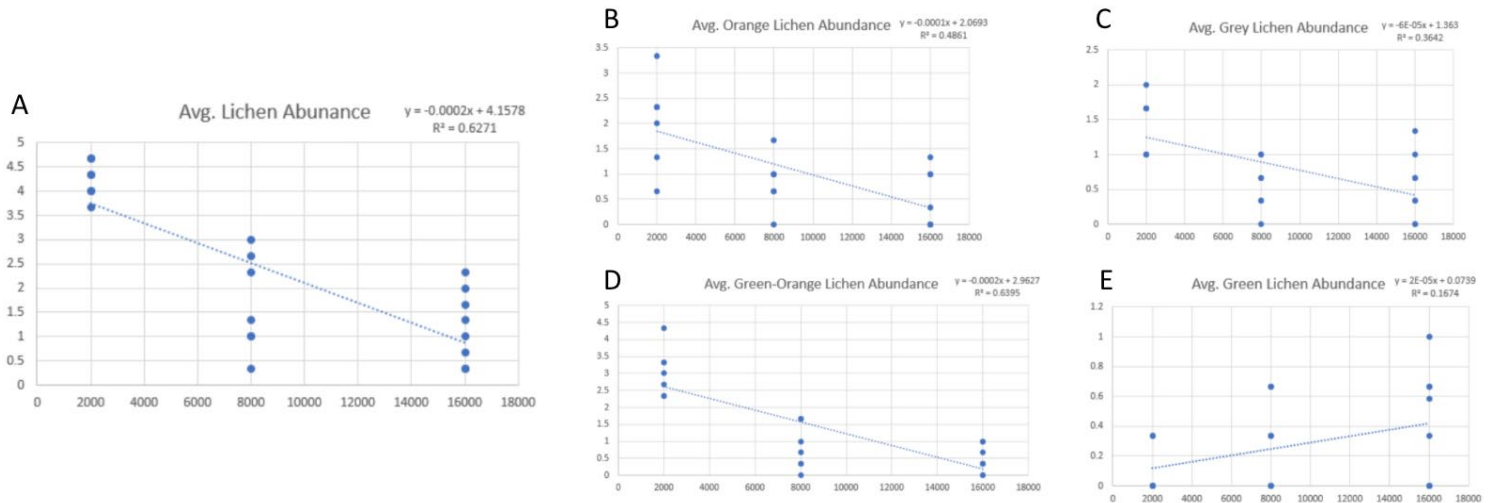 A
Avg. Lichen Abunance
y = -0.0002x + 4.1578
R² = 0.6271
5
4.5
4
3.5
3
2.5
2
1.5
1
0.5
0
0 2000 4000 6000 8000 10000 12000 14000 16000 18000
B
Avg. Orange Lichen Abundance
y = -0.0001x + 2.0693
R² = 0.4861
3.5
3
2.5
2
1.5
1
0.5
0
0 2000 4000 6000 8000 10000 12000 14000 16000 18000
C
Avg. Grey Lichen Abundance
y = -6E-05x + 1.363
R² = 0.3642
2.5
2
1.5
1
0.5
0
0 2000 4000 6000 8000 10000 12000 14000 16000 18000
D
Avg. Green-Orange Lichen Abundance
y = -0.0002x + 2.9627
R² = 0.6395
5
4.5
4
3.5
3
2.5
2
1.5
1
0.5
0
0 2000 4000 6000 8000 10000 12000 14000 16000 18000
E
Avg. Green Lichen Abundance
y = 2E-05x + 0.0739
R² = 0.1674
1.2
1
0.8
0.6
0.4
0.2
0
0 2000 4000 6000 8000 10000 12000 14000 16000 18000